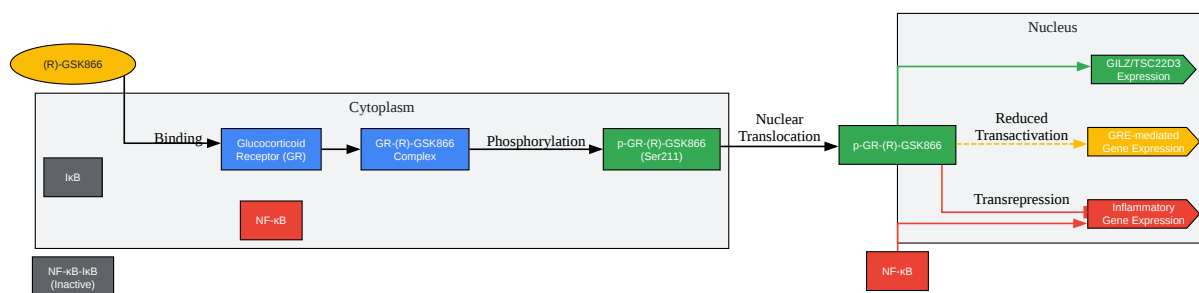 Nucleus
(R)-GSK866
GILZ/TSC22D3
Expression
Cytoplasm
Nuclear
Translocation
Reduced
Transactivation
Binding
Glucocorticoid
Receptor (GR)
GR-(R)-GSK866
Complex
Phosphorylation
p-GR-(R)-GSK866
(Ser211)
p-GR-(R)-GSK866
GRE-mediated
Gene Expression
IκB
NF-κB
Transrepression
Inflammatory
Gene Expression
NF-κB-IκB
(Inactive)
NF-κB